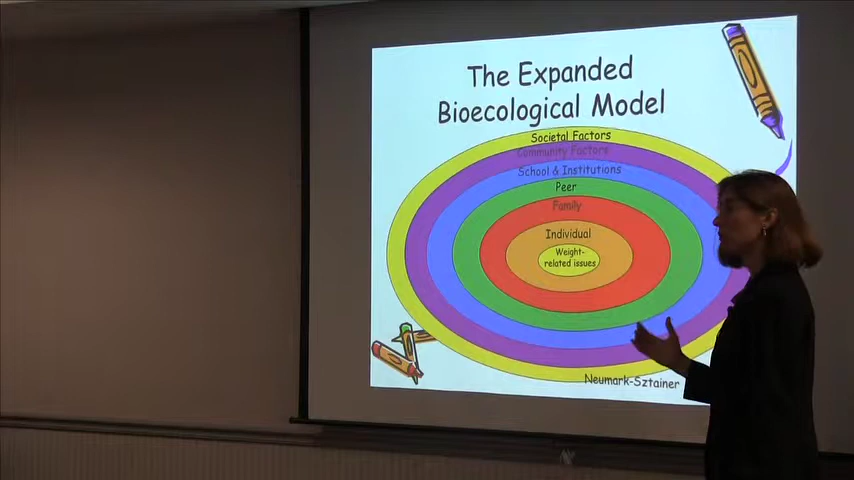 The Expanded
Bioecological Model
Societal Factors
Community Factors
School & Institutions
Peer
Family
Individual
Weight-
related issues
Neumark-Sztainer